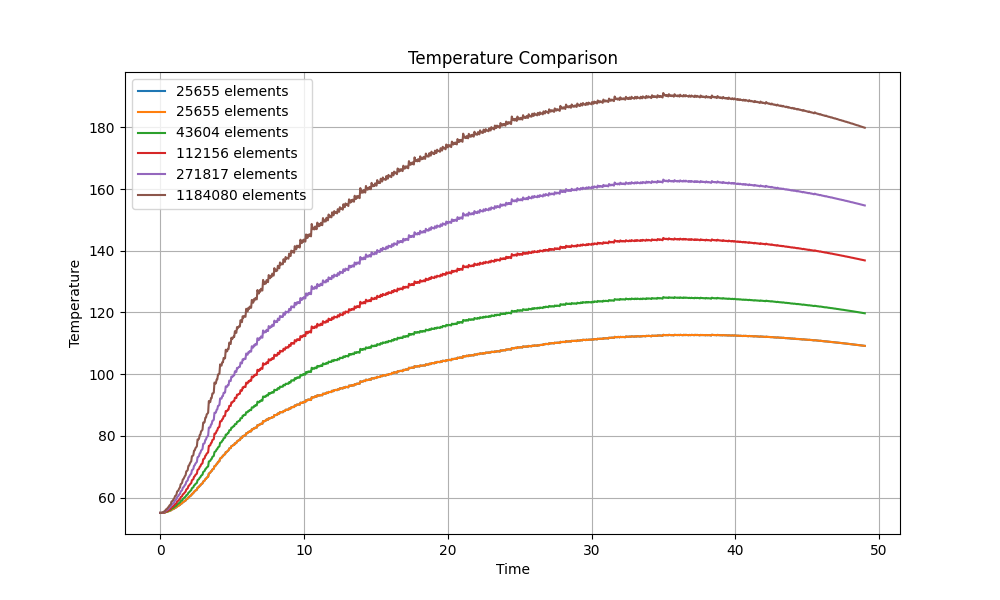 Temperature Comparison
25655 elements
25655 elements
43604 elements
112156 elements
271817 elements
1184080 elements
Temperature
180
160
140
120
100
80
60
0 10 20 30 40 50
Time